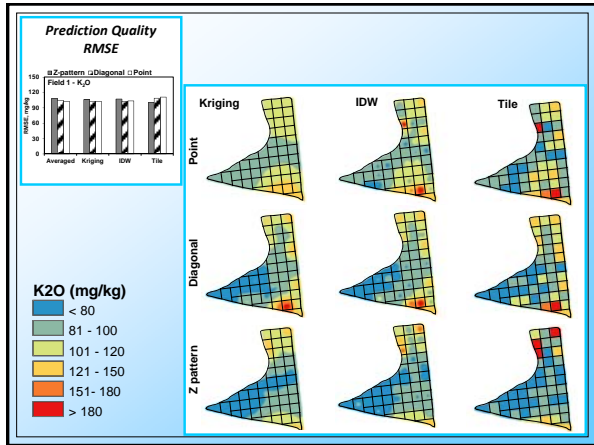 Prediction Quality
RMSE
Z-pattern Diagonal Point
Field 1 - K2O
RMSE, mg/kg
150
120
90
60
30
0
Averaged Kriging IDW Tile
Kriging IDW Tile
Point
Diagonal
Z pattern
K2O (mg/kg)
< 80
81 - 100
101 - 120
121 - 150
151- 180
> 180